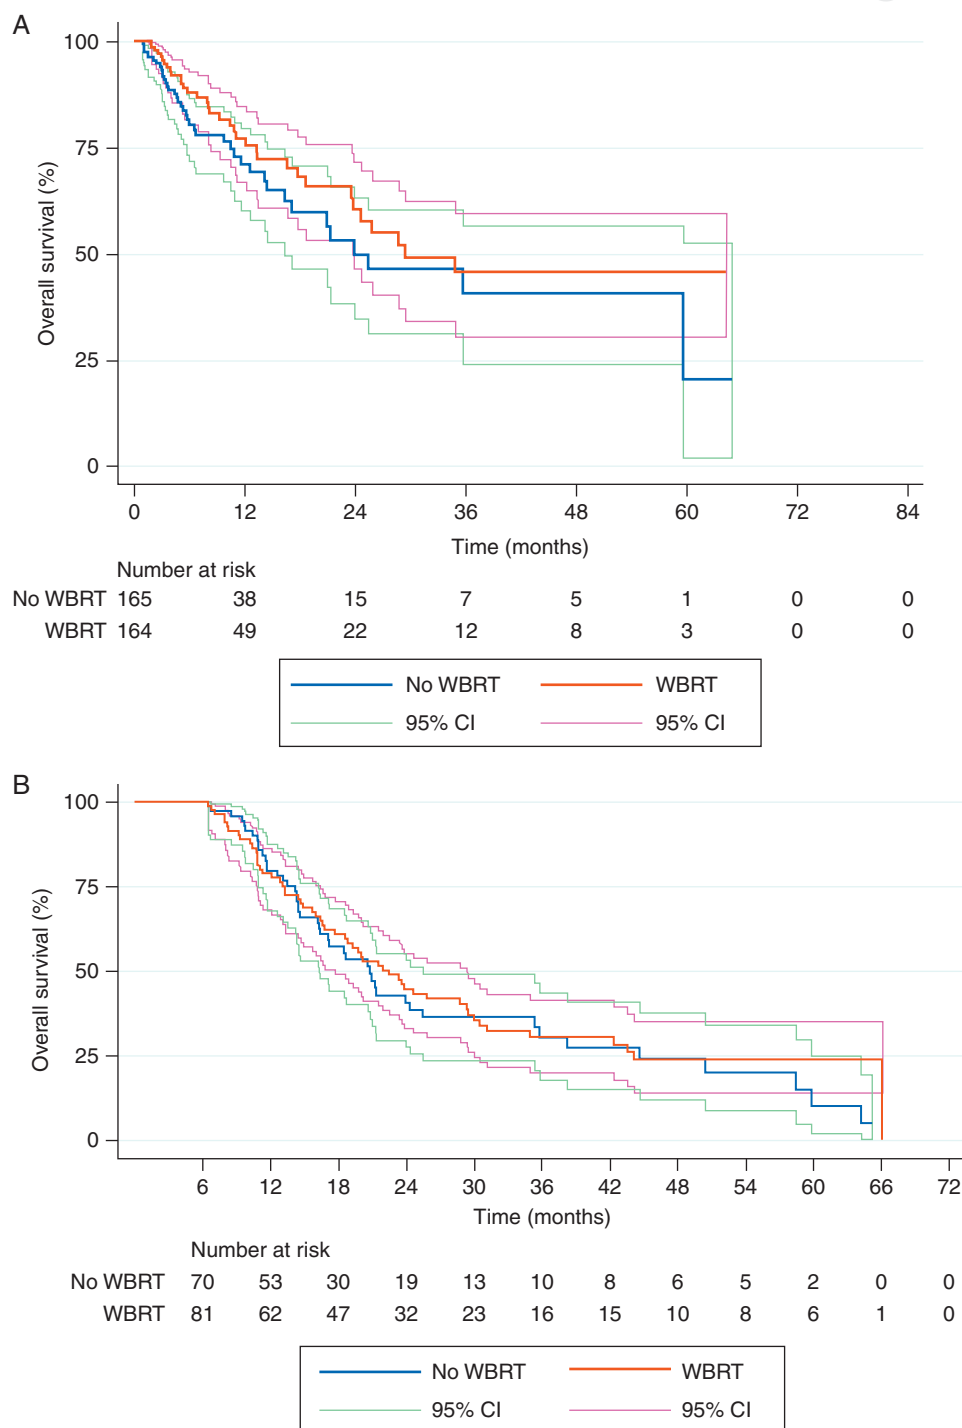 A
100
75
50
25
0
Overall survival (%)
0 12 24 36 48 60 72 84
Time (months)
Number at risk
No WBRT 165 38 15 7 5 1 0 0
WBRT 164 49 22 12 8 3 0 0
No WBRT WBRT
95% CI 95% CI
B
100
75
50
25
0
Overall survival (%)
6 12 18 24 30 36 42 48 54 60 66 72
Time (months)
Number at risk
No WBRT 70 53 30 19 13 10 8 6 5 2 0 0
WBRT 81 62 47 32 23 16 15 10 8 6 1 0
No WBRT WBRT
95% CI 95% CI